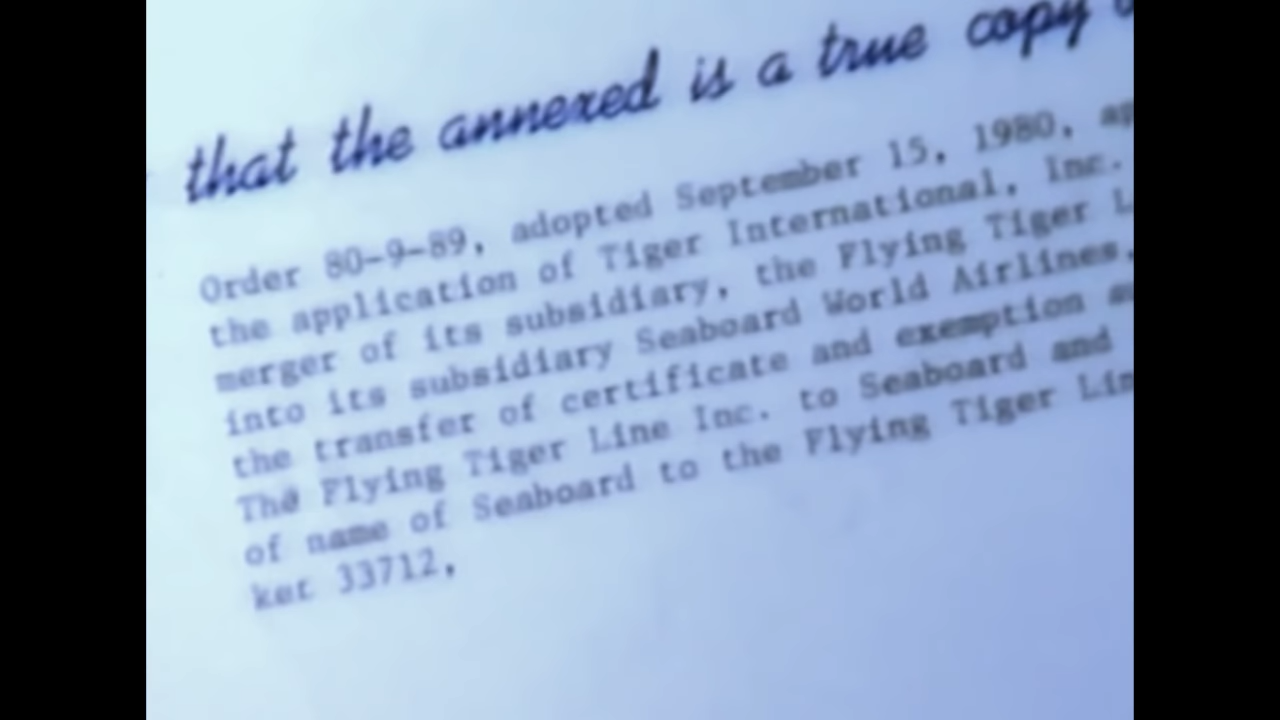 that the annexed is a true copy
Order 80-9-89, adopted September 15, 1980, ap
the application of Tiger International, Inc.
merger of its subsidiary, the Flying Tiger L
into its subsidiary Seaboard World Airlines,
the transfer of certificate and exemption au
The Flying Tiger Line Inc. to Seaboard and
of name of Seaboard to the Flying Tiger Lin
ket 33712,